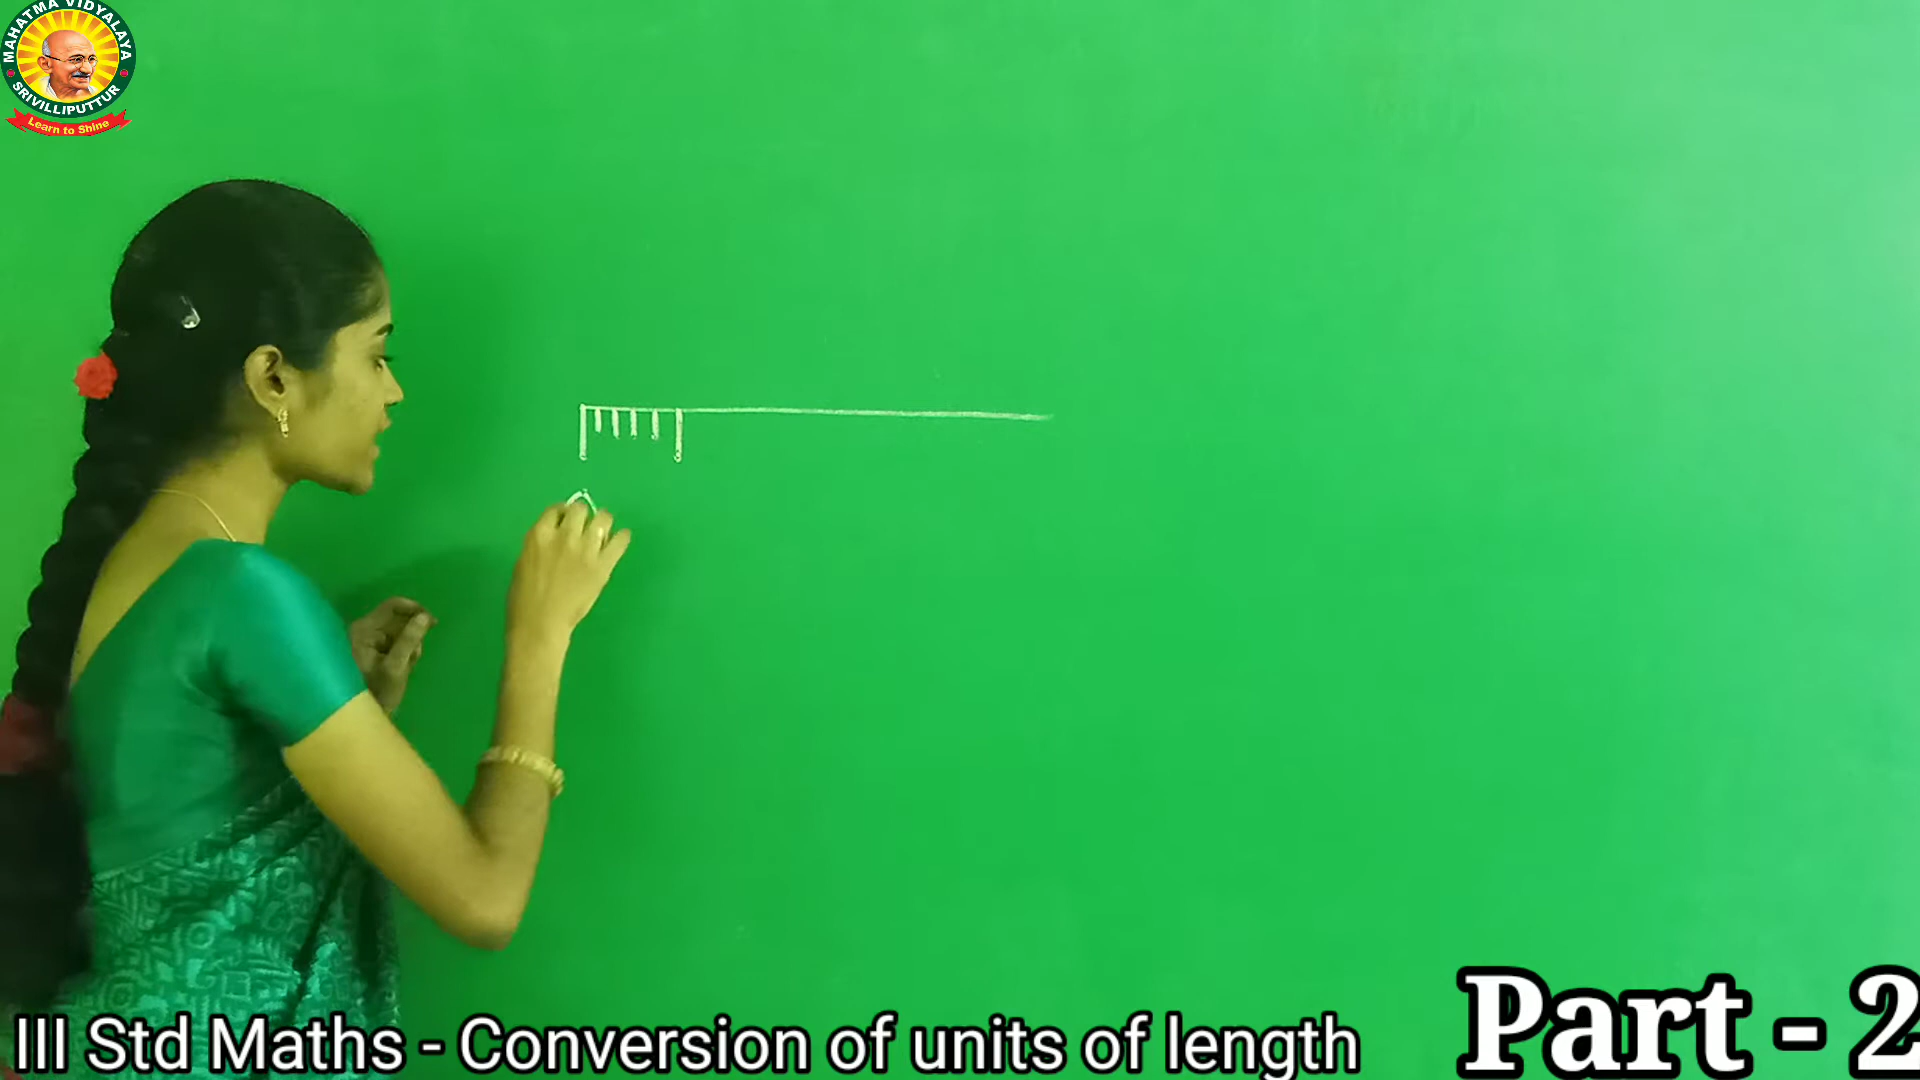 MAHATMA VIDYALAYA
SRIVILLIPUTTUR
Learn to Shine
III Std Maths - Conversion of units of length
Part - 2